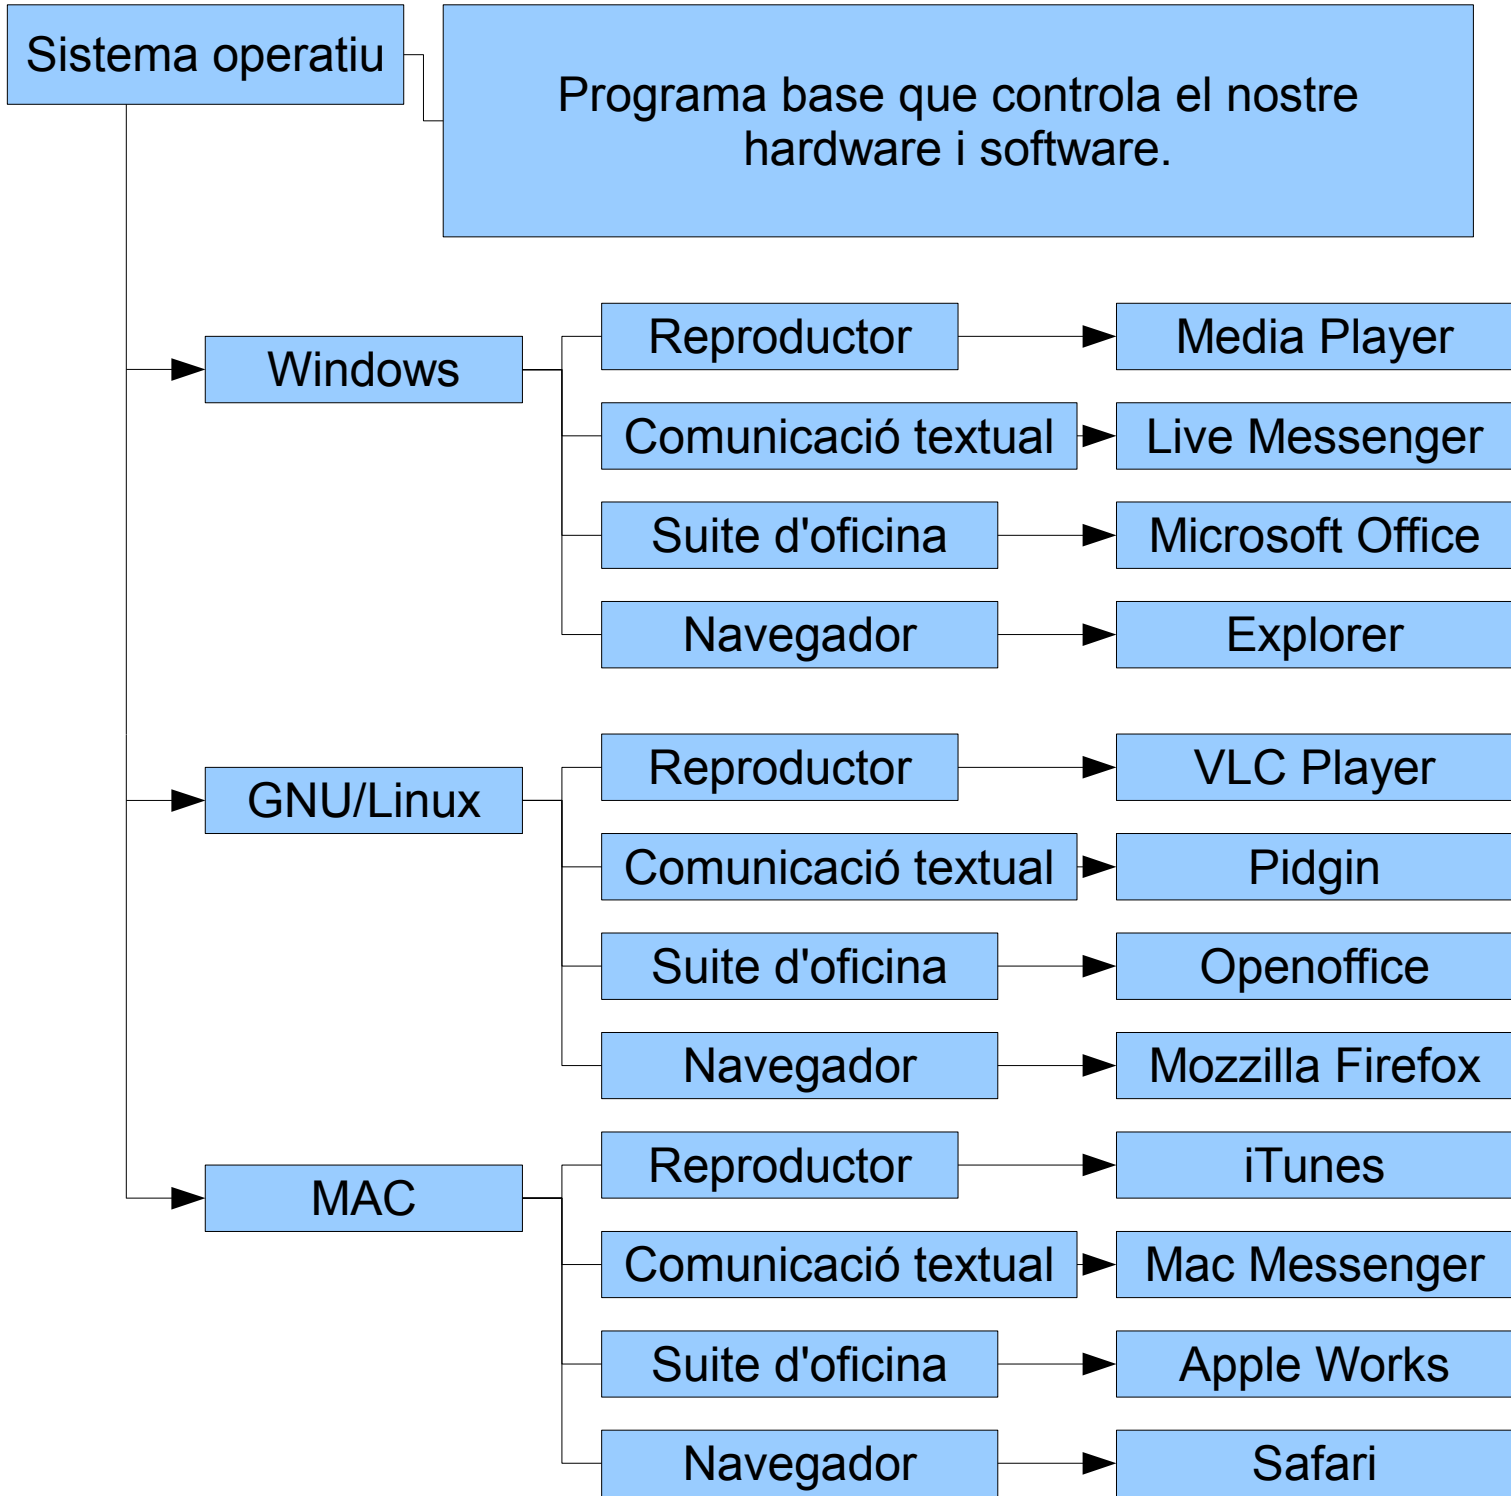 Sistema operatiu
Programa base que controla el nostre
hardware i software.
Windows
Reproductor
Media Player
Comunicació textual
Live Messenger
Suite d'oficina
Microsoft Office
Navegador
Explorer
GNU/Linux
Reproductor
VLC Player
Comunicació textual
Pidgin
Suite d'oficina
Openoffice
Navegador
Mozzilla Firefox
MAC
Reproductor
iTunes
Comunicació textual
Mac Messenger
Suite d'oficina
Apple Works
Navegador
Safari